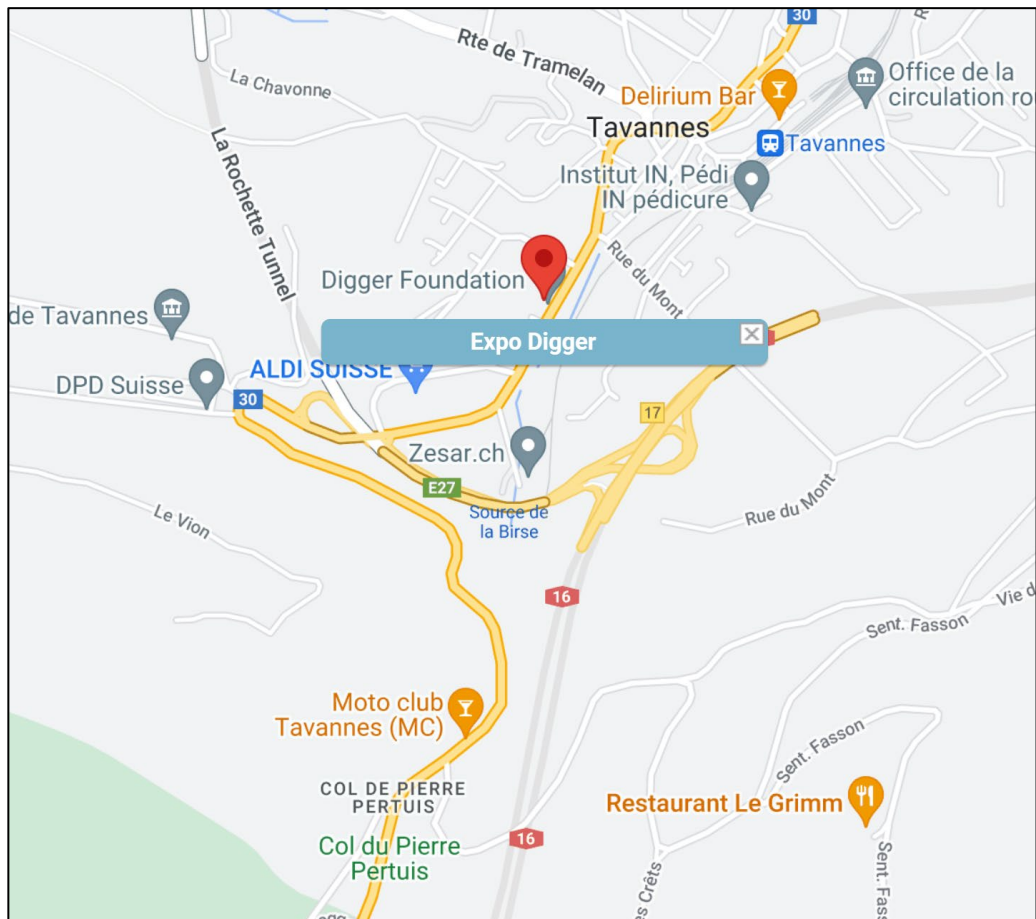 30
Rte de Tramelan
La Chavonne
Delirium Bar
Office de la
circulation ro
Tavannes
Tavannes
Institut IN, Pédi
IN pédicure
La Rochette Tunnel
Rue du Mont
Digger Foundation
de Tavannes
Expo Digger
ALDI SUISSE
DPD Suisse
30
17
Zesar.ch
E27
Source de
la Birse
Rue du Mont
Le Vion
16
Vie d
Sent. Fasson
Moto club
Tavannes (MC)
Sent. Fasson
COL DE PIERRE
PERTUIS
Restaurant Le Grimm
16
Col du Pierre
Pertuis
es Crêts
Sent. Fass